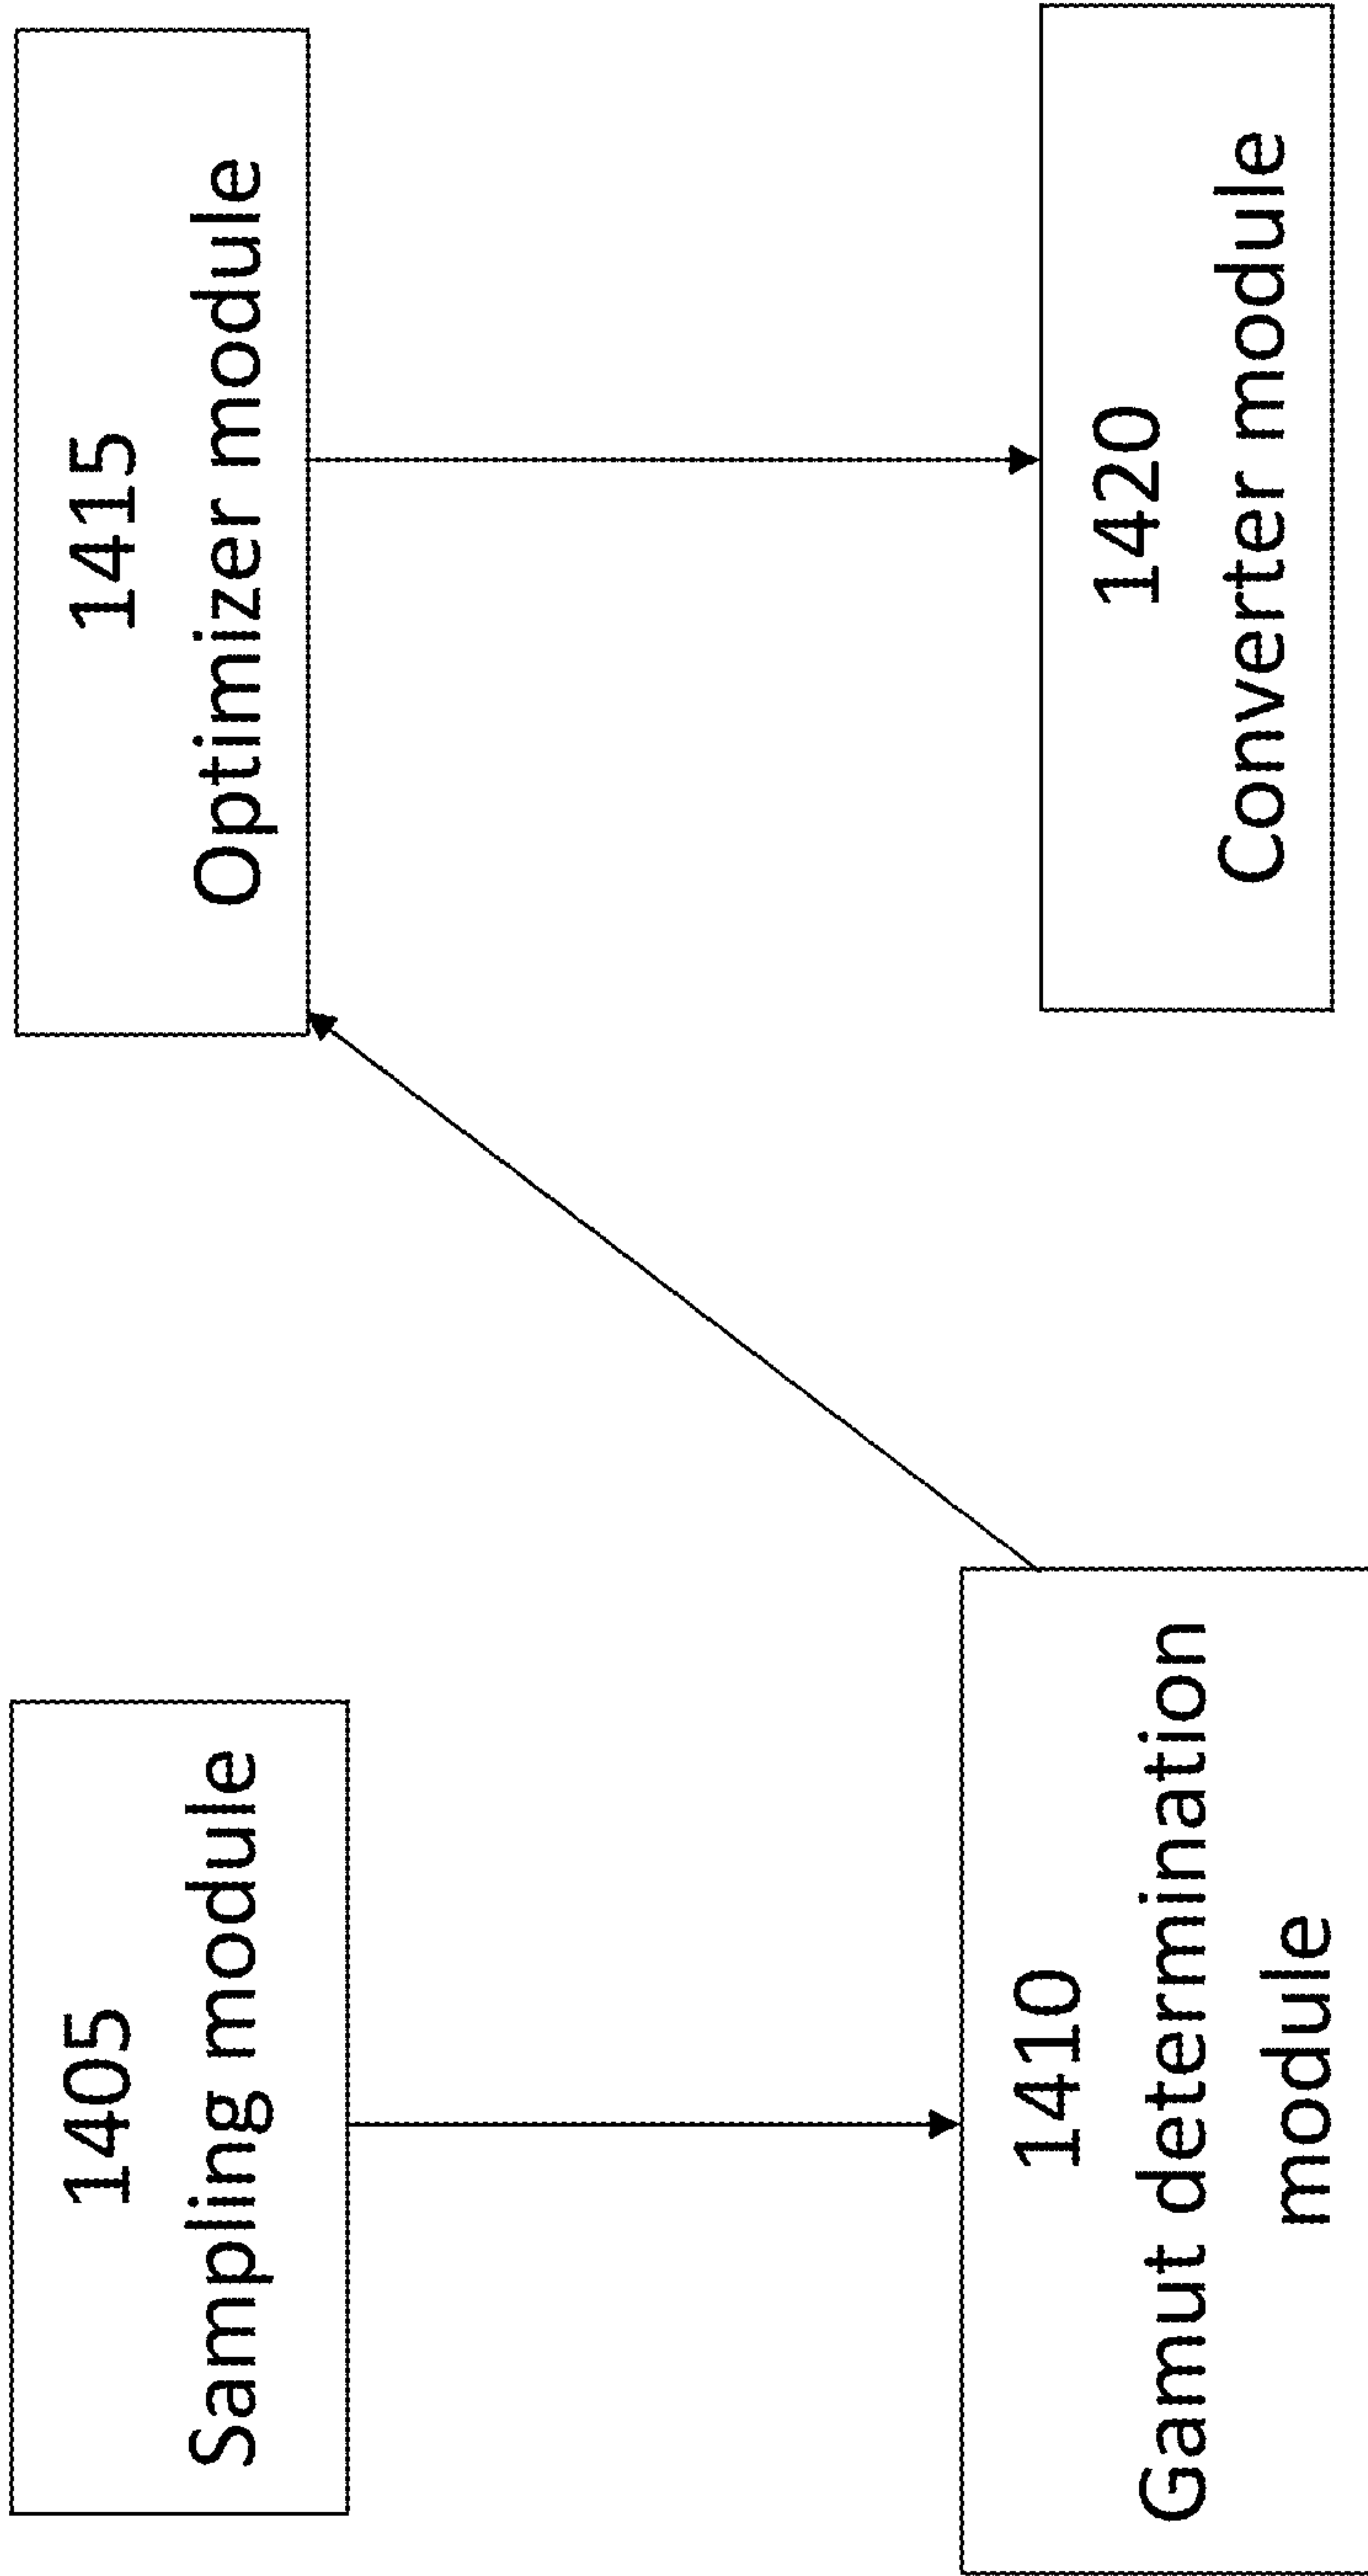 1405
Sampling module
1410
Gamut determination
module
1415
Optimizer module
1420
Converter module